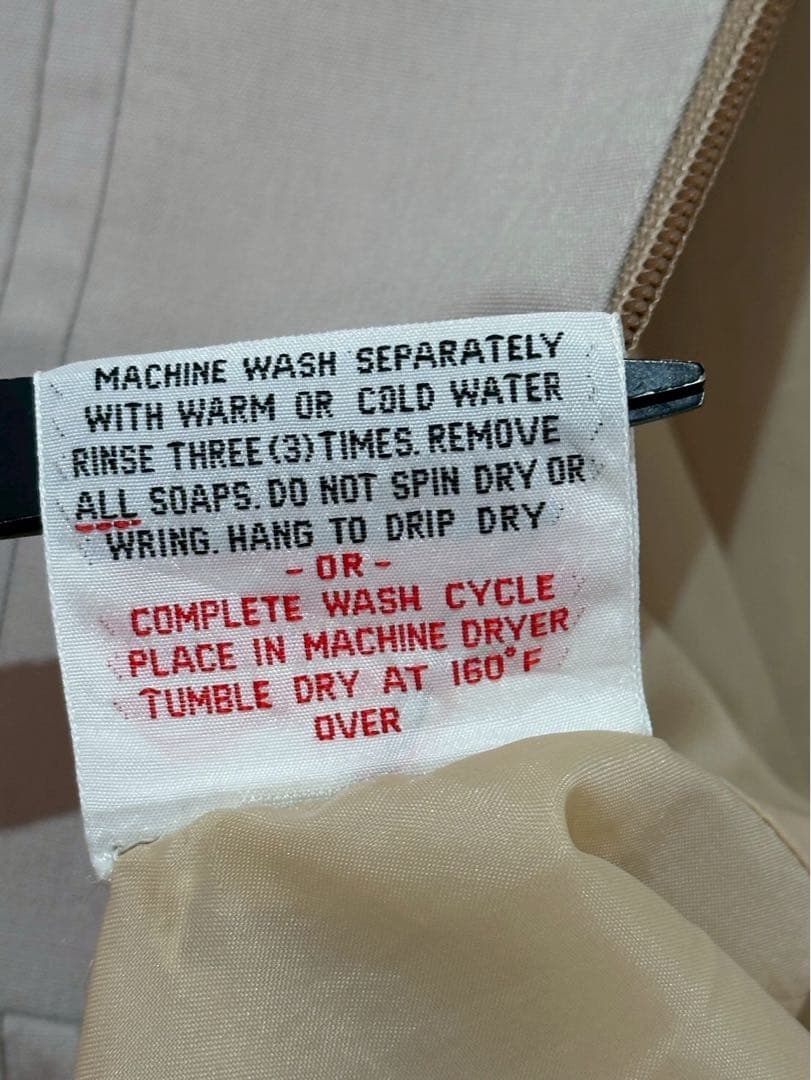 MACHINE WASH SEPARATELY
WITH WARM OR COLD WATER
RINSE THREE (3) TIMES. REMOVE
ALL SOAPS. DO NOT SPIN DRY OR
WRING. HANG TO DRIP DRY
- OR -
COMPLETE WASH CYCLE
PLACE IN MACHINE DRYER
TUMBLE DRY AT 160°F
OVER